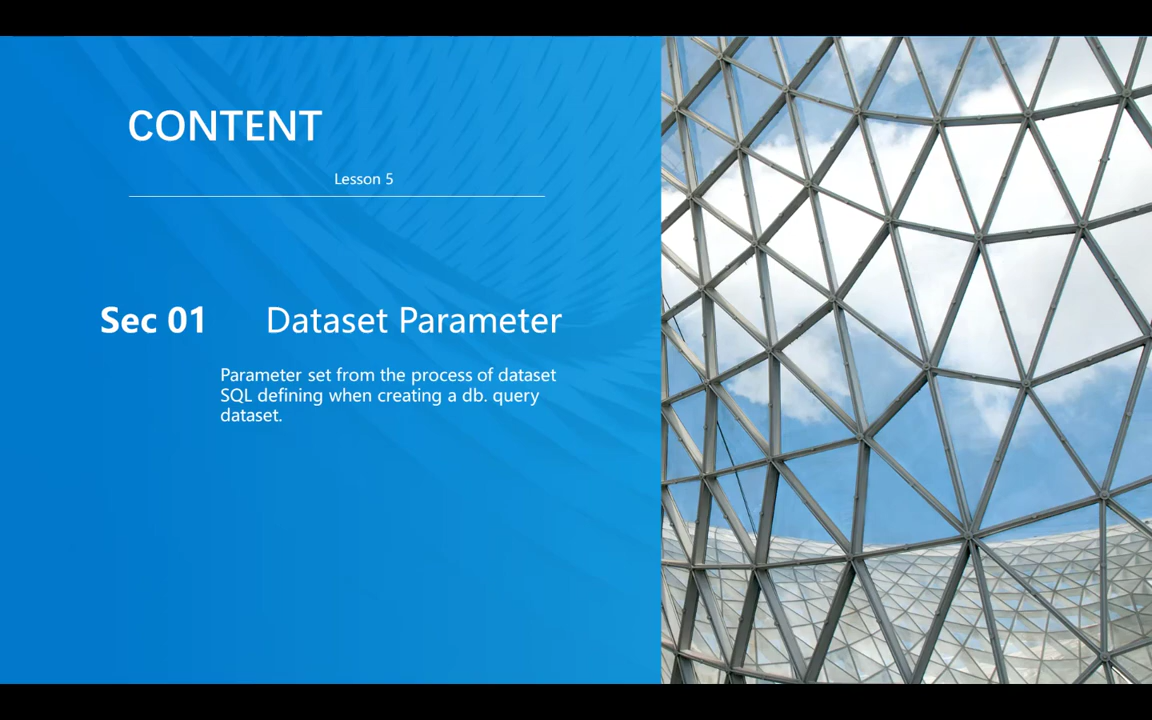 CONTENT
Lesson 5
Sec 01 Dataset Parameter
Parameter set from the process of dataset
SQL defining when creating a db. query
dataset.